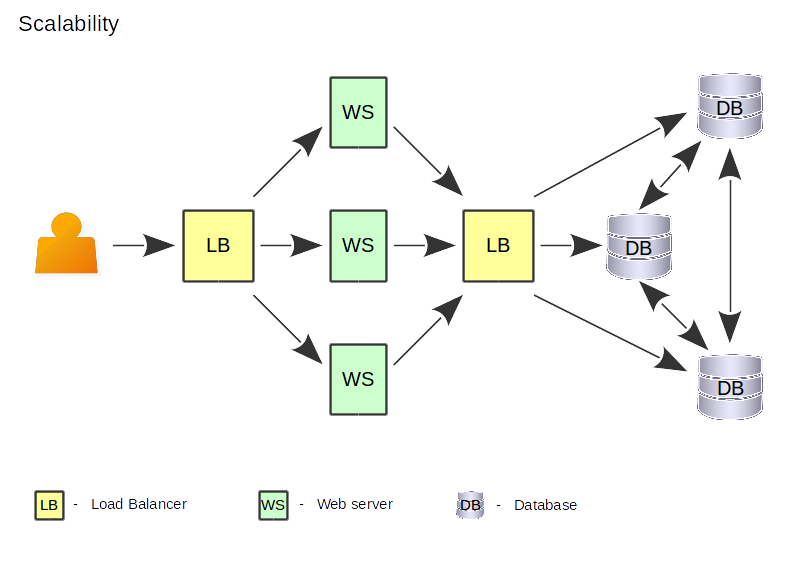 Scalability
DB
WS
LB
WS
LB
DB
WS
DB
LB - Load Balancer
WS - Web server
DB - Database